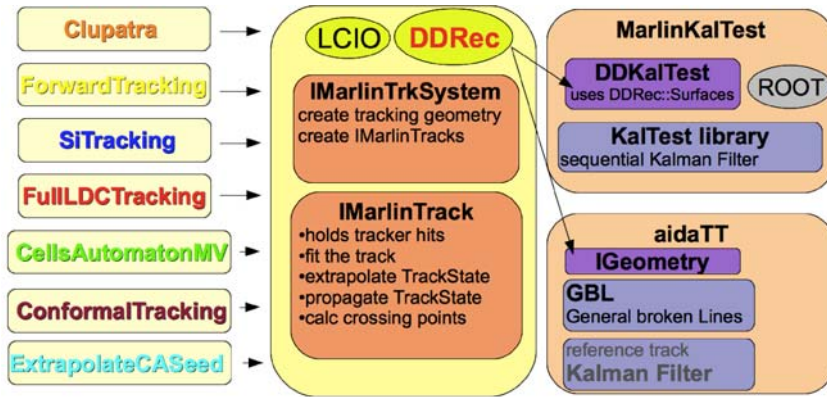 Clupatra
ForwardTracking
SiTracking
FullLDCTracking
CellsAutomatonMV
ConformalTracking
ExtrapolateCASeed
LCIO
DDRec
IMarlinTrkSystem
create tracking geometry
create IMarlinTracks
IMarlinTrack
•holds tracker hits
•fit the track
•extrapolate TrackState
•propagate TrackState
•calc crossing points
MarlinKalTest
DDKalTest
uses DDRec::Surfaces
ROOT
KalTest library
sequential Kalman Filter
aidaTT
IGeometry
GBL
General broken Lines
reference track
Kalman Filter